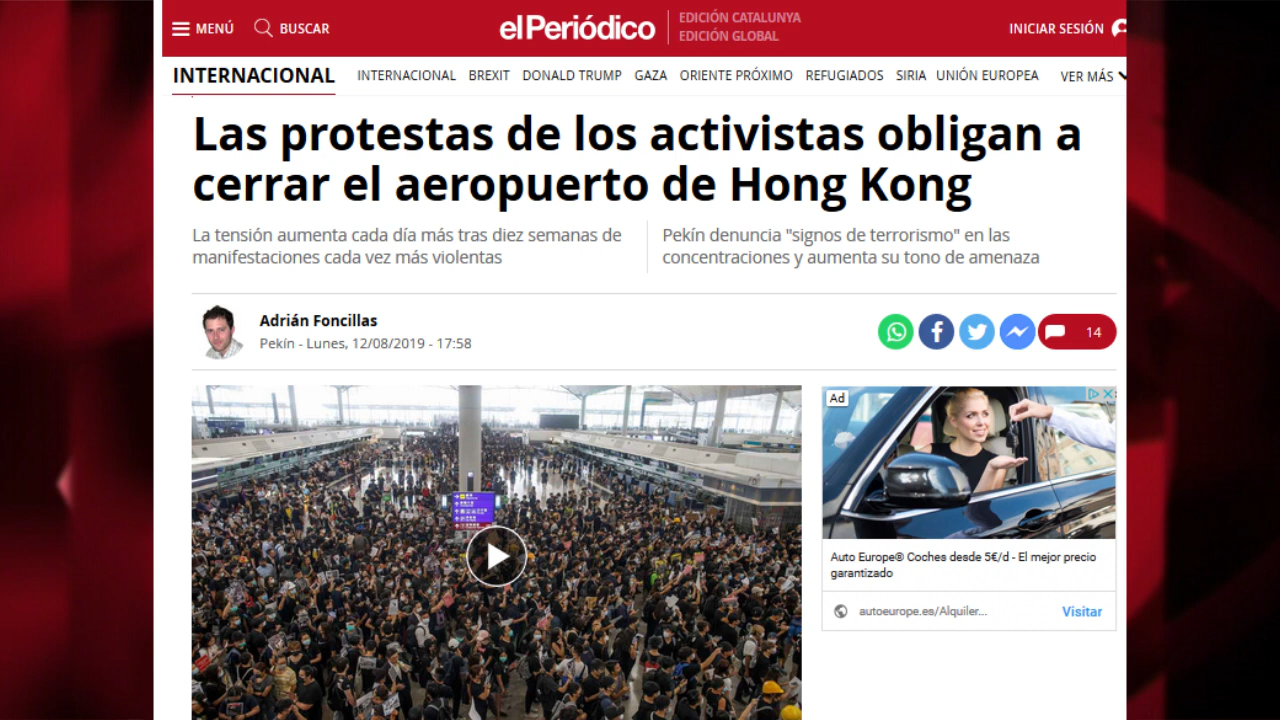 MENÚ
BUSCAR
elPeriódico
EDICIÓN CATALUNYA
EDICIÓN GLOBAL
INICIAR SESIÓN
INTERNACIONAL
INTERNACIONAL BREXIT DONALD TRUMP GAZA ORIENTE PRÓXIMO REFUGIADOS SIRIA UNIÓN EUROPEA VER MÁS
Las protestas de los activistas obligan a
cerrar el aeropuerto de Hong Kong
La tensión aumenta cada día más tras diez semanas de
manifestaciones cada vez más violentas
Pekín denuncia "signos de terrorismo" en las
concentraciones y aumenta su tono de amenaza
Adrián Foncillas
Pekín - Lunes, 12/08/2019 - 17:58
14
Ad
Auto Europe® Coches desde 5€/d - El mejor precio
garantizado
autoeurope.es/Alquiler...
Visitar